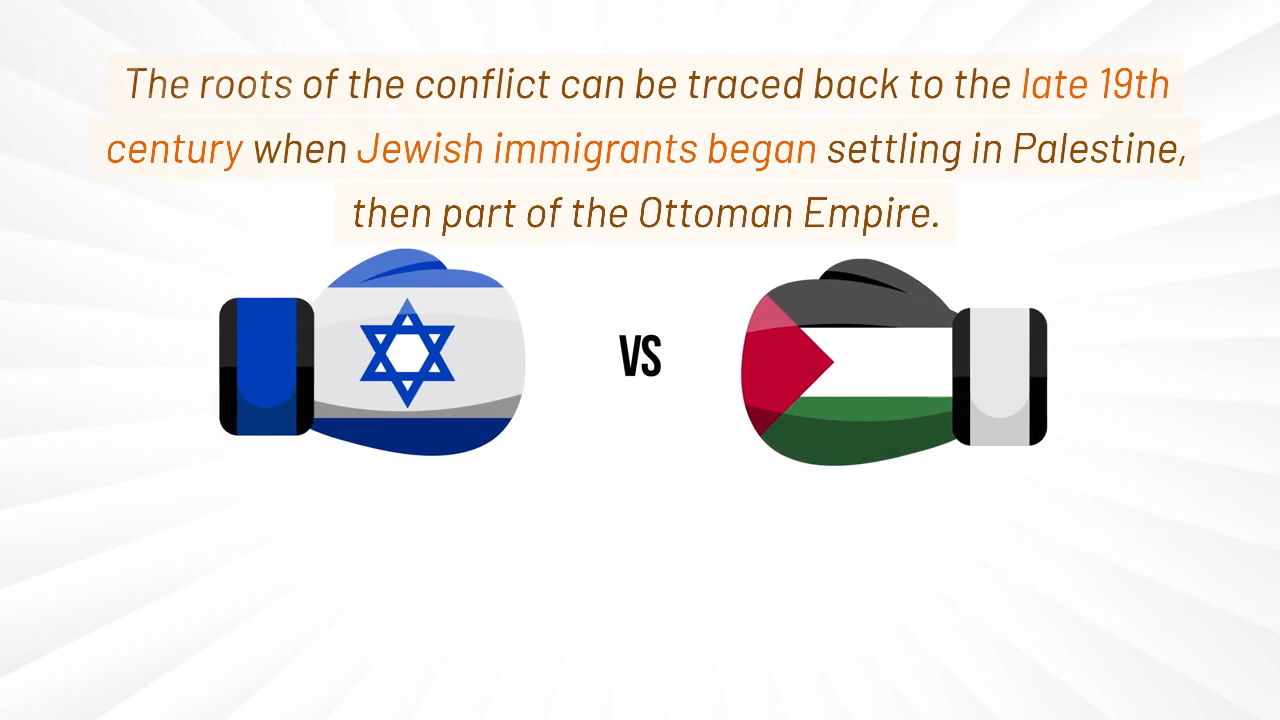 The roots of the conflict can be traced back to the late 19th
century when Jewish immigrants began settling in Palestine,
then part of the Ottoman Empire.
VS